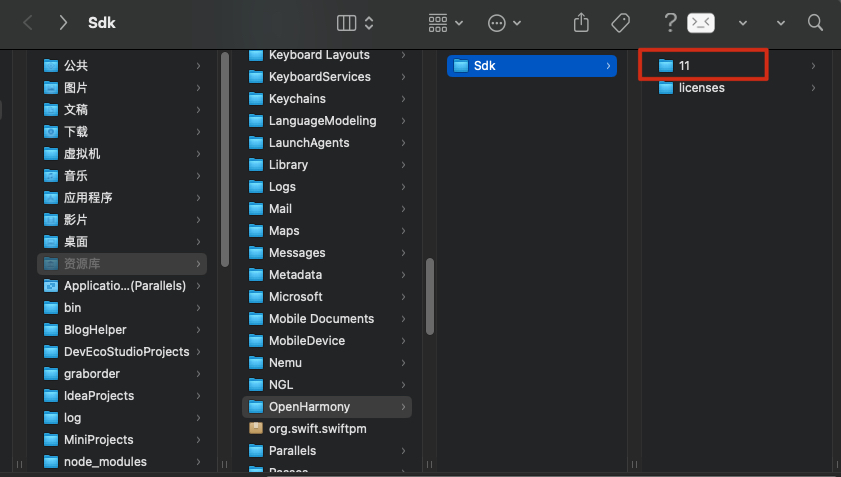 Sdk
公共
图片
文稿
下载
虚拟机
音乐
应用程序
影片
桌面
资源库
Applicatio...(Parallels)
bin
BlogHelper
DevEcoStudioProjects
graborder
IdeaProjects
log
MiniProjects
node_modules
Keyboard Layouts
KeyboardServices
Keychains
LanguageModeling
LaunchAgents
Library
Logs
Mail
Maps
Messages
Metadata
Microsoft
Mobile Documents
MobileDevice
Nemu
NGL
OpenHarmony
org.swift.swiftpm
Parallels
Sdk
11
licenses